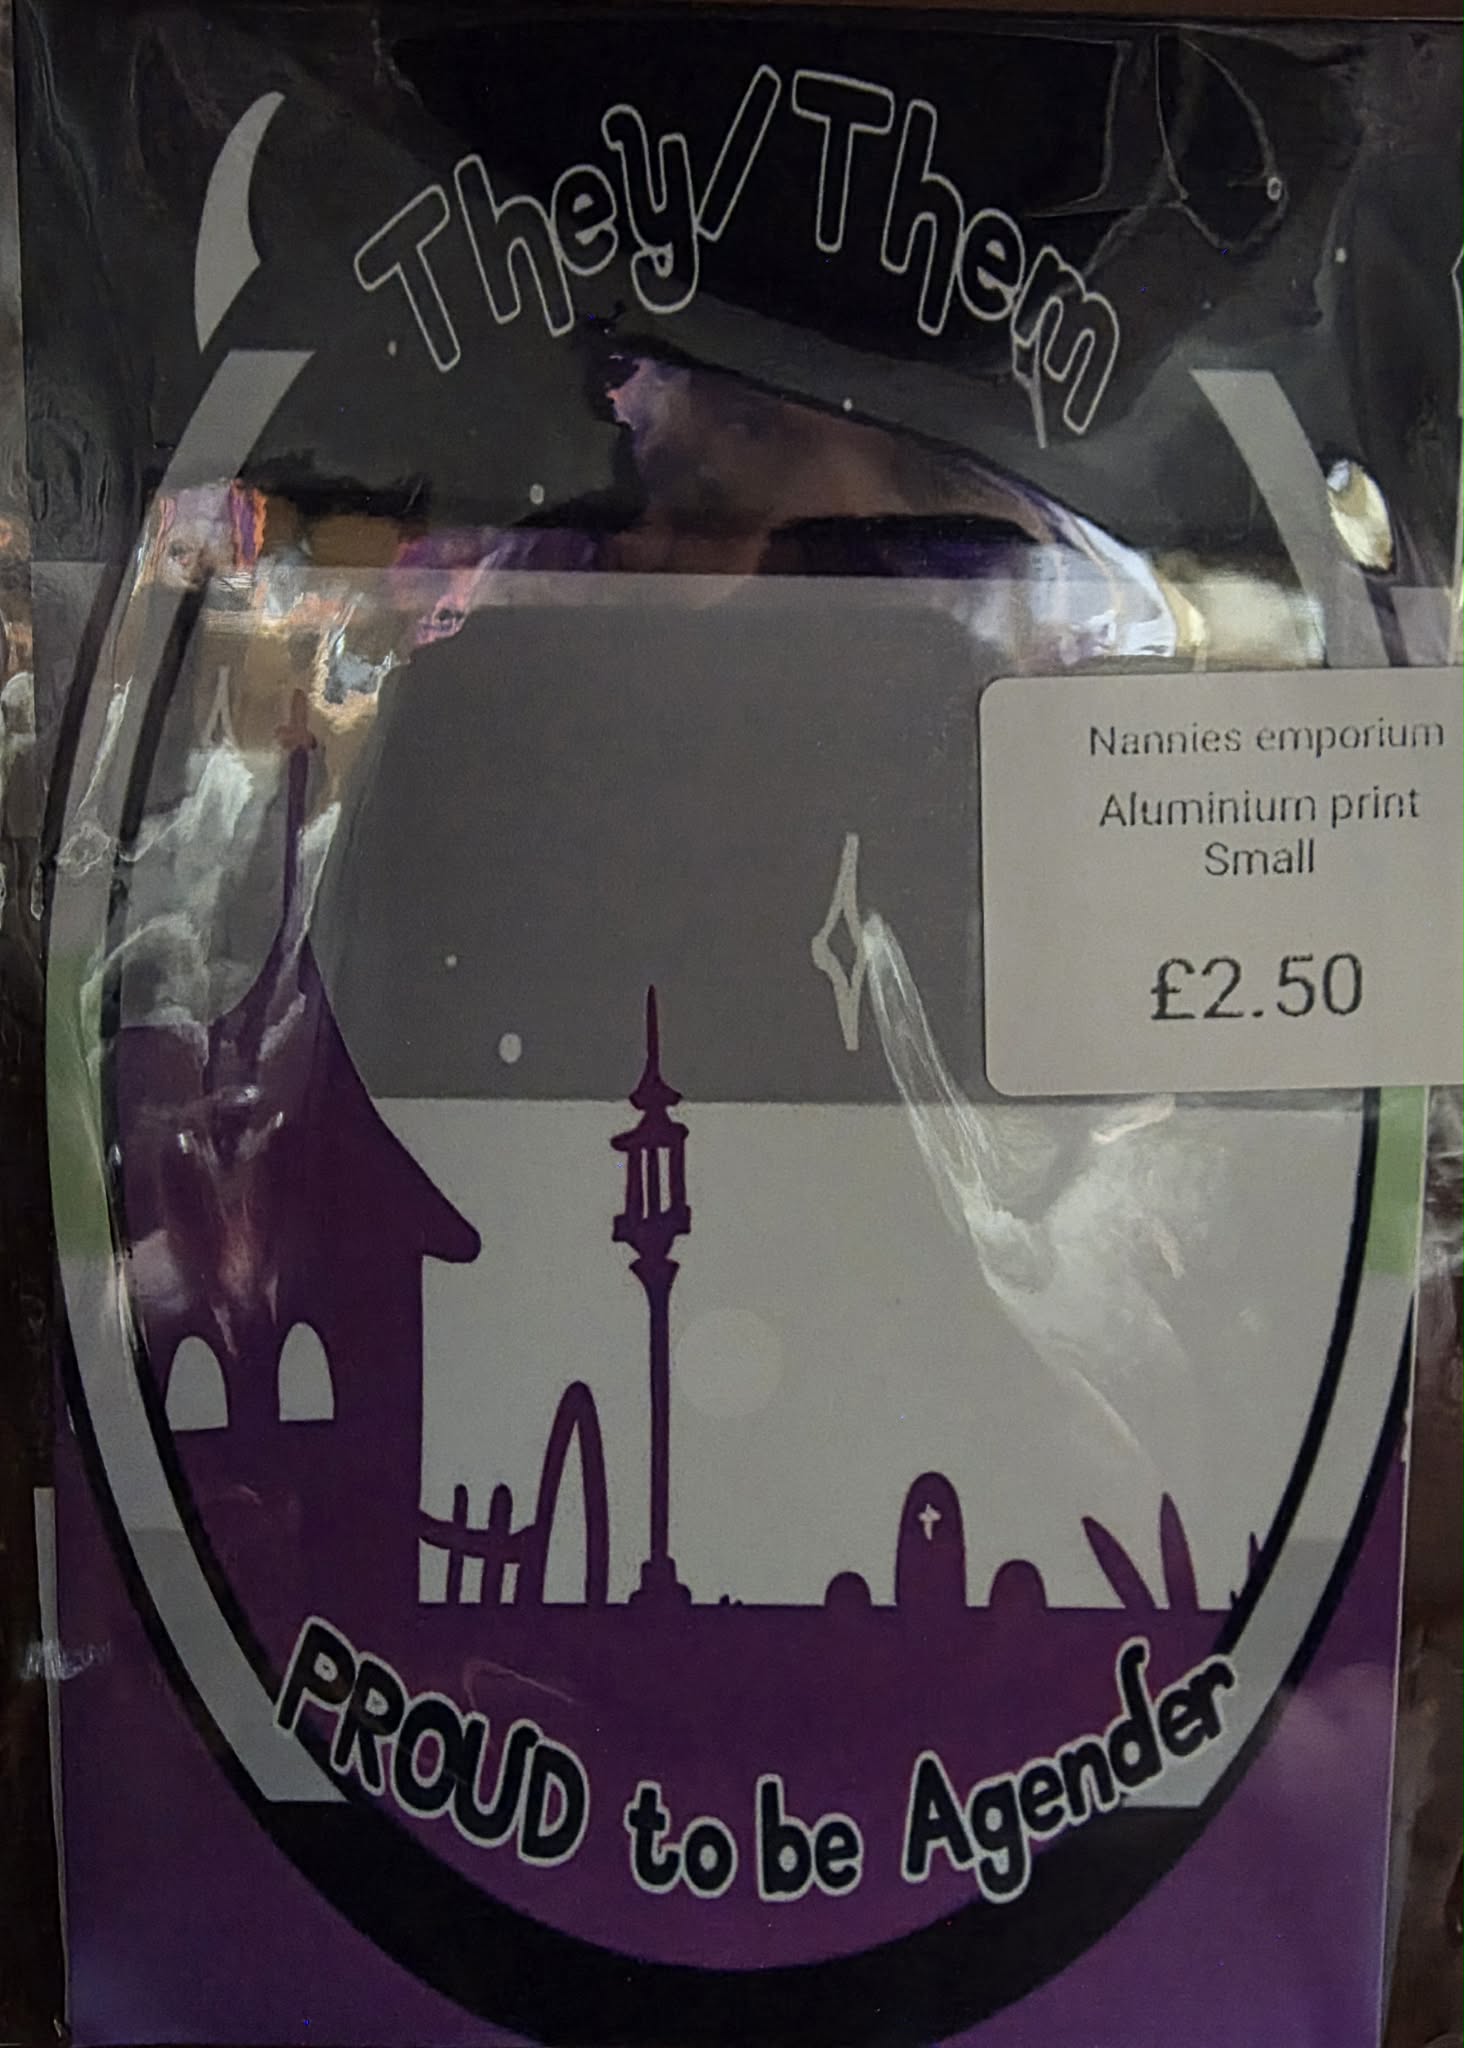 They/Them
Nannies emporium
Aluminium print
Small
£2.50
PROUD to be Agender